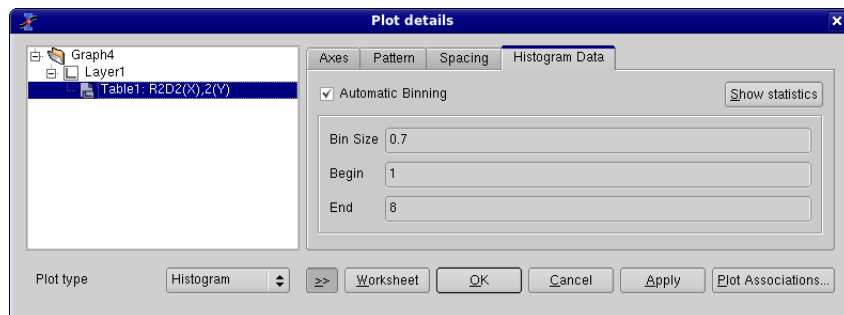 Plot details
Graph4
Layer1
Table1: R2D2(X),2(Y)
Axes Pattern Spacing Histogram Data
Automatic Binning Show statistics
Bin Size 0.7
Begin 1
End 8
Plot type Histogram >> Worksheet OK Cancel Apply Plot Associations...